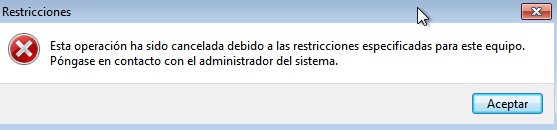 Restricciones
Esta operación ha sido cancelada debido a las restricciones especificadas para este equipo.
Póngase en contacto con el administrador del sistema.
Aceptar